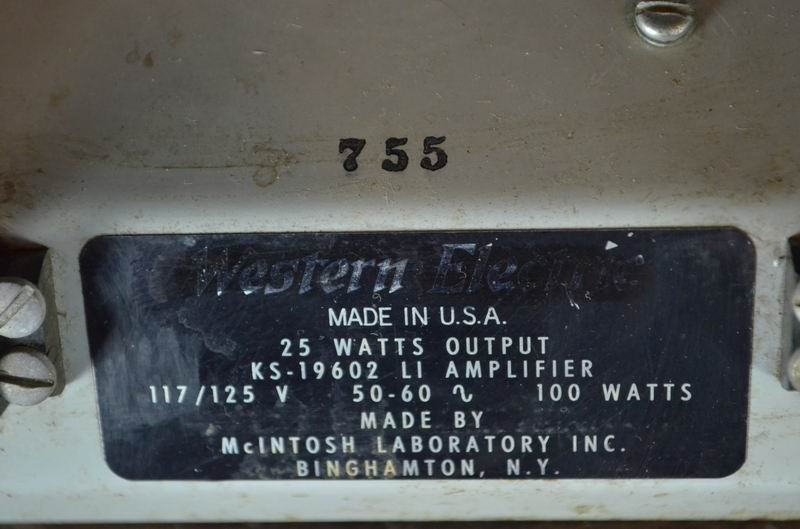 755
Western Electric
MADE IN U.S.A.
25 WATTS OUTPUT
KS-19602 LI AMPLIFIER
117/125 V 50-60 ∿ 100 WATTS
MADE BY
McINTOSH LABORATORY INC.
BINGHAMTON, N.Y.